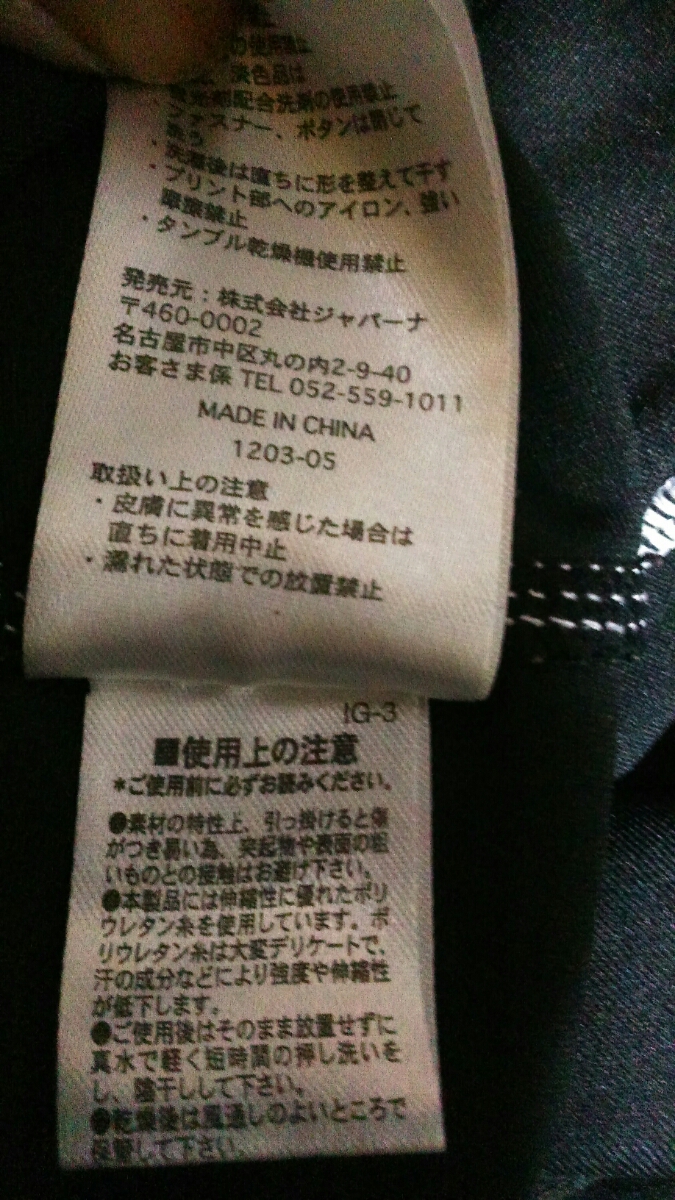 の使用禁止
淡色品は
配合洗剤の使用禁止
ファスナー、ボタンは閉じて
洗う
・洗濯後は直ちに形を整えて干す
・プリント部へのアイロン、強い
摩擦禁止
・タンブル乾燥機使用禁止
発売元：株式会社ジャパーナ
〒460-0002
名古屋市中区丸の内2-9-40
お客さま係 TEL 052-559-1011
MADE IN CHINA
1203-05
取扱い上の注意
・皮膚に異常を感じた場合は
直ちに着用中止
・濡れた状態での放置禁止
IG-3
■使用上の注意
*ご使用前に必ずお読みください。
●素材の特性上、引っ掛けると傷
がつき易い為、突起物や表面の粗
いものとの接触はお避け下さい。
●本製品には伸縮性に優れたポリ
ウレタン糸を使用しています。ポ
リウレタン糸は大変デリケートで、
汗の成分などにより強度や伸縮性
が低下します。
●ご使用後はそのまま放置せずに
真水で軽く短時間の押し洗いを
し、陰干しして下さい。
●乾燥後は風通しのよいところで
保管して下さい。